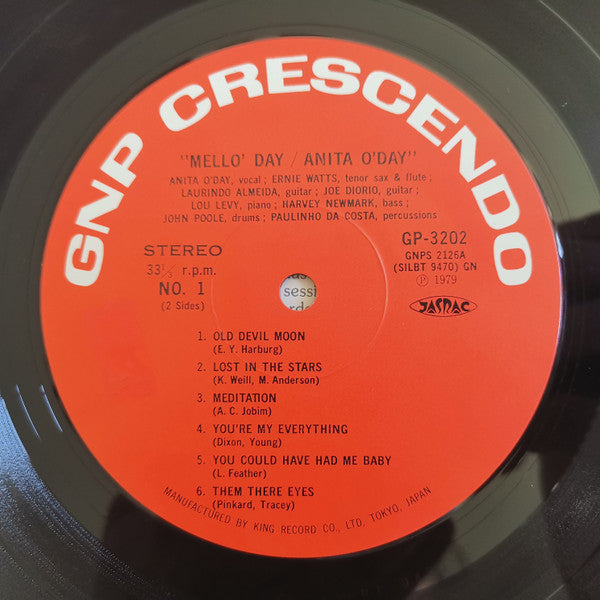 GNP CRESCENDO
"MELLO' DAY / ANITA O'DAY"
ANITA O'DAY, vocal ; ERNIE WATTS, tenor sax & flute ;
LAURINDO ALMEIDA, guitar ; JOE DIORIO, guitar ;
LOU LEVY, piano ; HARVEY NEWMARK, bass ;
JOHN POOLE, drums ; PAULINHO DA COSTA, percussions
STEREO
33⅓ r.p.m.
NO. 1
(2 Sides)
GP-3202
GNPS 2126A
(SILBT 9470) GN
Ⓟ 1979
JASRAC
sessi
1. OLD DEVIL MOON
(E. Y. Harburg)
2. LOST IN THE STARS
(K. Weill, M. Anderson)
3. MEDITATION
(A. C. Jobim)
4. YOU'RE MY EVERYTHING
(Dixon, Young)
5. YOU COULD HAVE HAD ME BABY
(L. Feather)
6. THEM THERE EYES
(Pinkard, Tracey)
MANUFACTURED BY KING RECORD CO., LTD, TOKYO, JAPAN